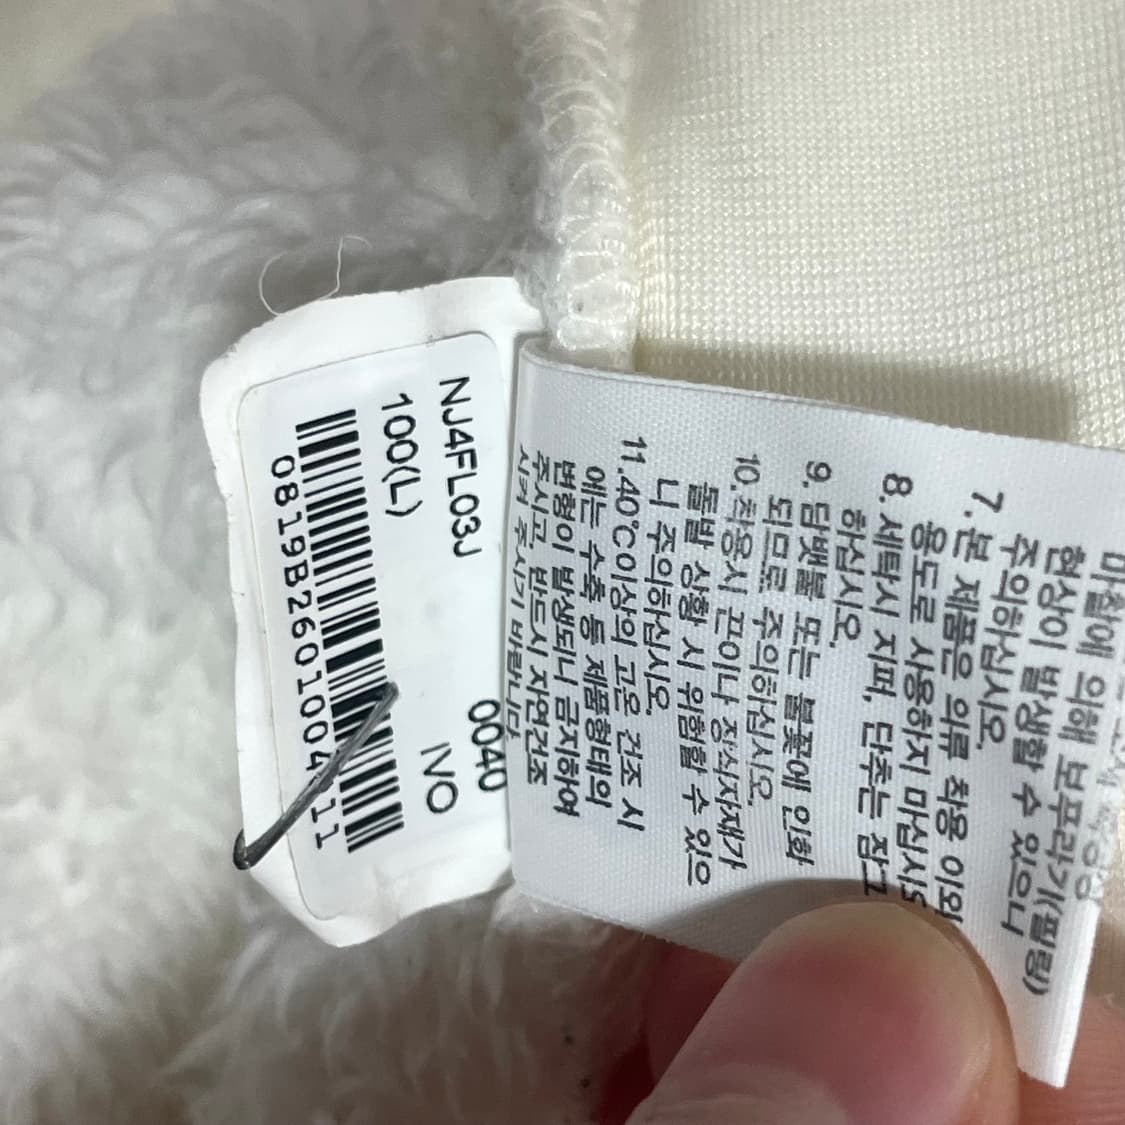 NJ4FL03J
0040
100(L)
IVO
0819B2601004
11
마찰에 의해 보푸라기(필링)
현상이 발생할 수 있으니
주의하십시오.
7. 본 제품은 의류 착용 이외
용도로 사용하지 마십시오
8. 세탁시 지퍼, 단추는 잠그
하십시오.
9. 담뱃불 또는 불꽃에 인화
되므로 주의하십시오.
10. 착용시 끈이나 장식자재가
돌발 상황 시 위험할 수 있으
니 주의하십시오.
11. 40℃이상의 고온 건조 시
에는 수축 등 제품형태의
변형이 발생되니 금지하여
주시고, 반드시 자연건조
시켜 주시기 바랍니다.